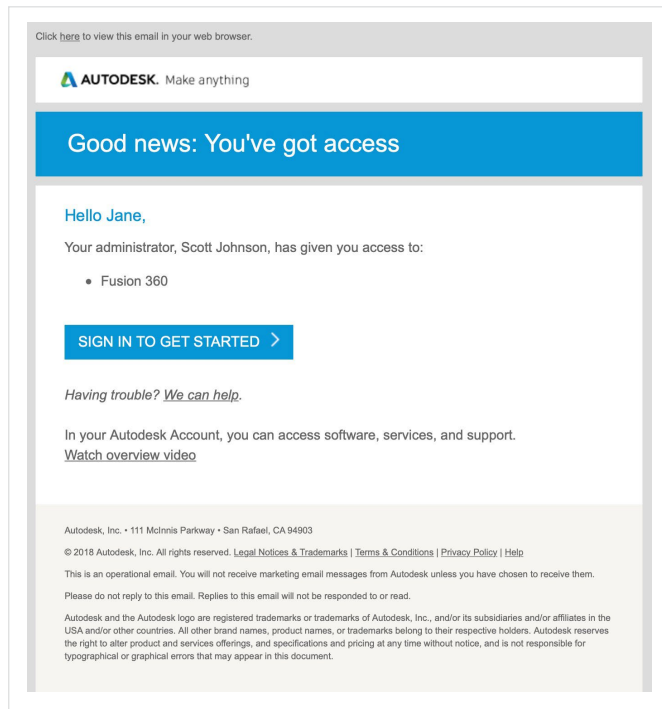 Click here to view this email in your web browser.
AUTODESK. Make anything
Good news: You've got access
Hello Jane,
Your administrator, Scott Johnson, has given you access to:
• Fusion 360
SIGN IN TO GET STARTED >
Having trouble? We can help.
In your Autodesk Account, you can access software, services, and support.
Watch overview video
Autodesk, Inc. • 111 McInnis Parkway • San Rafael, CA 94903
© 2018 Autodesk, Inc. All rights reserved. Legal Notices & Trademarks | Terms & Conditions | Privacy Policy | Help
This is an operational email. You will not receive marketing email messages from Autodesk unless you have chosen to receive them.
Please do not reply to this email. Replies to this email will not be responded to or read.
Autodesk and the Autodesk logo are registered trademarks or trademarks of Autodesk, Inc., and/or its subsidiaries and/or affiliates in the
USA and/or other countries. All other brand names, product names, or trademarks belong to their respective holders. Autodesk reserves
the right to alter product and services offerings, and specifications and pricing at any time without notice, and is not responsible for
typographical or graphical errors that may appear in this document.